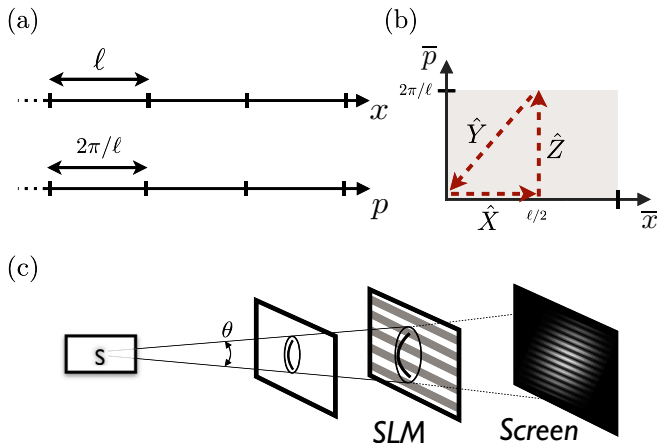 (a)
ℓ
x
2π/ℓ
p
(b)
p̅
2π/ℓ
Ŷ
Ẑ
X̂
ℓ/2
x̅
(c)
S
θ
SLM
Screen